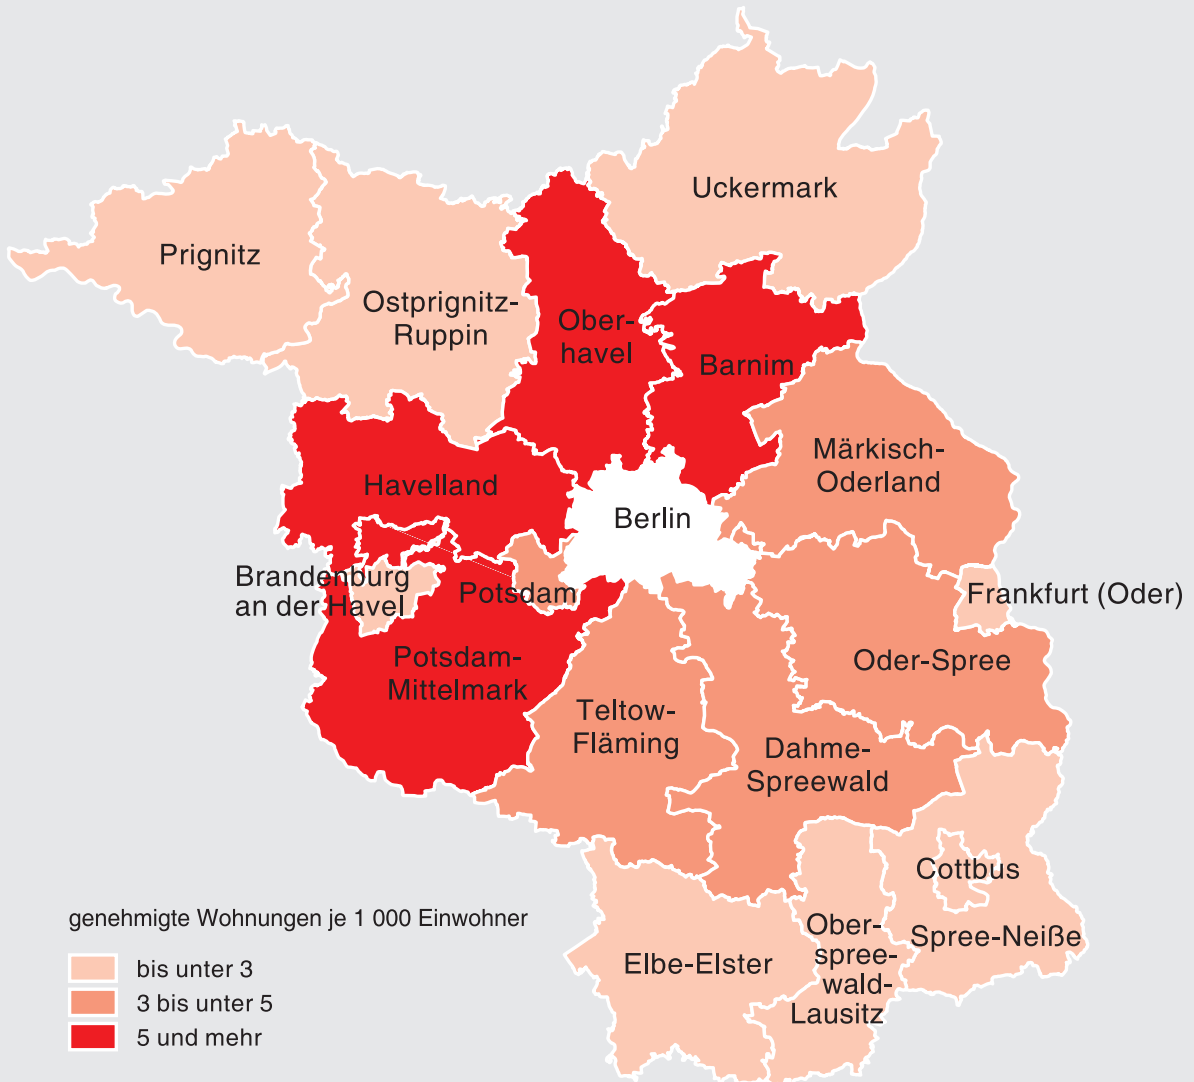 Uckermark
Prignitz
Ostprignitz-
Ruppin
Ober-
havel
Barnim
Märkisch-
Oderland
Havelland
Berlin
Brandenburg
an der Havel
Potsdam
Frankfurt (Oder)
Potsdam-
Mittelmark
Oder-Spree
Teltow-
Fläming
Dahme-
Spreewald
Cottbus
Ober-
spree-
wald-
Lausitz
Spree-Neiße
Elbe-Elster
genehmigte Wohnungen je 1 000 Einwohner
bis unter 3
3 bis unter 5
5 und mehr